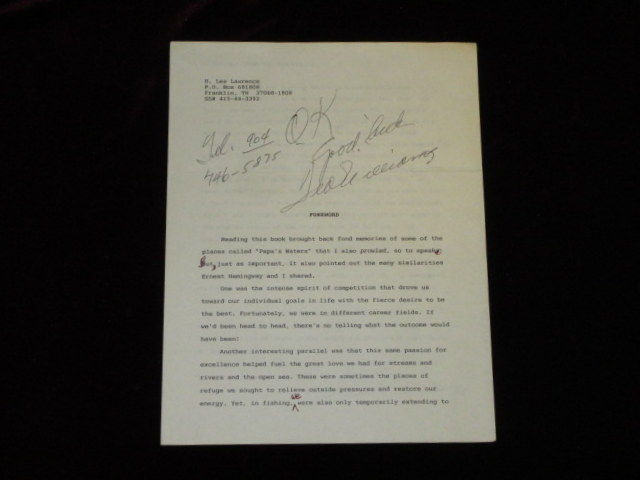 H. Lee Laurence
P.O. Box 681808
Franklin, TN 37068-1808
SS#
Tel. 904 OK
746-5875 Good luck
Ted Williams
FOREWORD
Reading this book brought back fond memories of some of the
places called "Papa's Waters" that I also prowled, so to speak.
But, just as important, it also pointed out the many similarities
Ernest Hemingway and I shared.
One was the intense spirit of competition that drove us
toward our individual goals in life with the fierce desire to be
the best. Fortunately, we were in different career fields. If
we'd been head to head, there's no telling what the outcome would
have been!
Another interesting parallel was that this same passion for
excellence helped fuel the great love we had for streams and
rivers and the open sea. These were sometimes the places of
refuge we sought to relieve outside pressures and restore our
we
energy. Yet, in fishing, were also only temporarily extending to